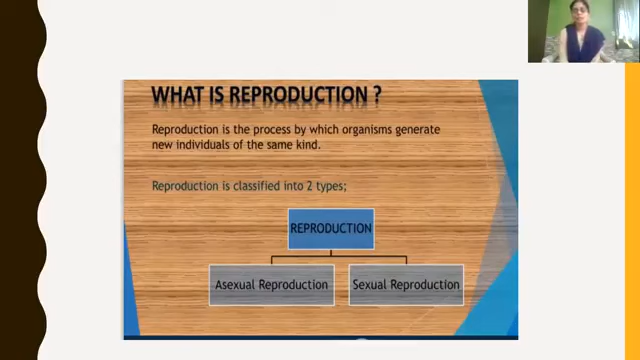 WHAT IS REPRODUCTION ?
Reproduction is the process by which organisms generate
new individuals of the same kind.
Reproduction is classified into 2 types;
REPRODUCTION
Asexual Reproduction
Sexual Reproduction